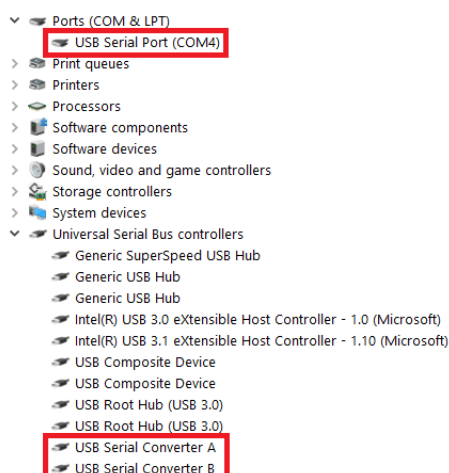 Ports (COM & LPT)
USB Serial Port (COM4)
Print queues
Printers
Processors
Software components
Software devices
Sound, video and game controllers
Storage controllers
System devices
Universal Serial Bus controllers
Generic SuperSpeed USB Hub
Generic USB Hub
Generic USB Hub
Intel(R) USB 3.0 eXtensible Host Controller - 1.0 (Microsoft)
Intel(R) USB 3.1 eXtensible Host Controller - 1.10 (Microsoft)
USB Composite Device
USB Composite Device
USB Root Hub (USB 3.0)
USB Root Hub (USB 3.0)
USB Serial Converter A
USB Serial Converter B